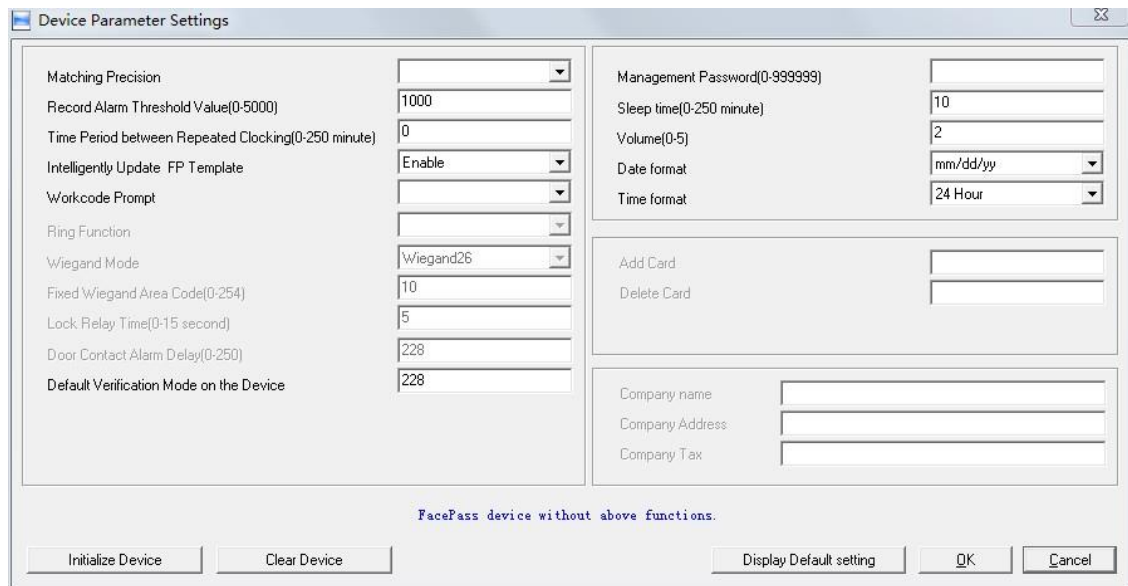 Device Parameter Settings
Matching Precision
Record Alarm Threshold Value(0-5000) 1000
Time Period between Repeated Clocking(0-250 minute) 0
Intelligently Update FP Template Enable
Workcode Prompt
Ring Function
Wiegand Mode Wiegand26
Fixed Wiegand Area Code(0-254) 10
Lock Relay Time(0-15 second) 5
Door Contact Alarm Delay(0-250) 228
Default Verification Mode on the Device 228
Management Password(0-999999)
Sleep time(0-250 minute) 10
Volume(0-5) 2
Date format mm/dd/yy
Time format 24 Hour
Add Card
Delete Card
Company name
Company Address
Company Tax
FacePass device without above functions.
Initialize Device Clear Device Display Default setting OK Cancel